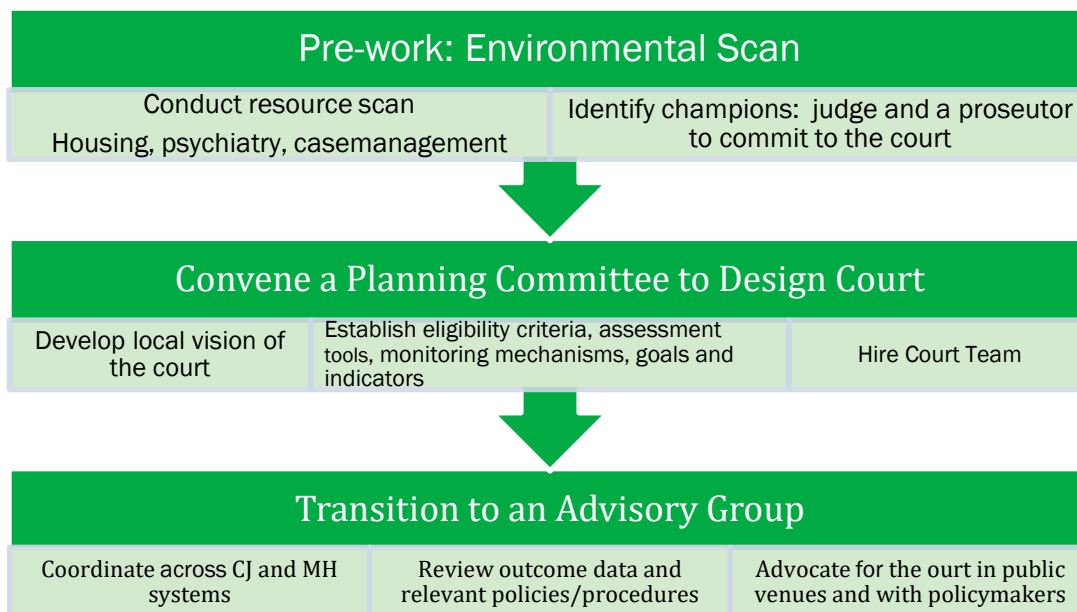 Pre-work: Environmental Scan
Conduct resource scan
Housing, psychiatry, casemanagement
Identify champions: judge and a proseutor
to commit to the court
Convene a Planning Committee to Design Court
Develop local vision of
the court
Establish eligibility criteria, assessment
tools, monitoring mechanisms, goals and
indicators
Hire Court Team
Transition to an Advisory Group
Coordinate across CJ and MH
systems
Review outcome data and
relevant policies/procedures
Advocate for the ourt in public
venues and with policymakers